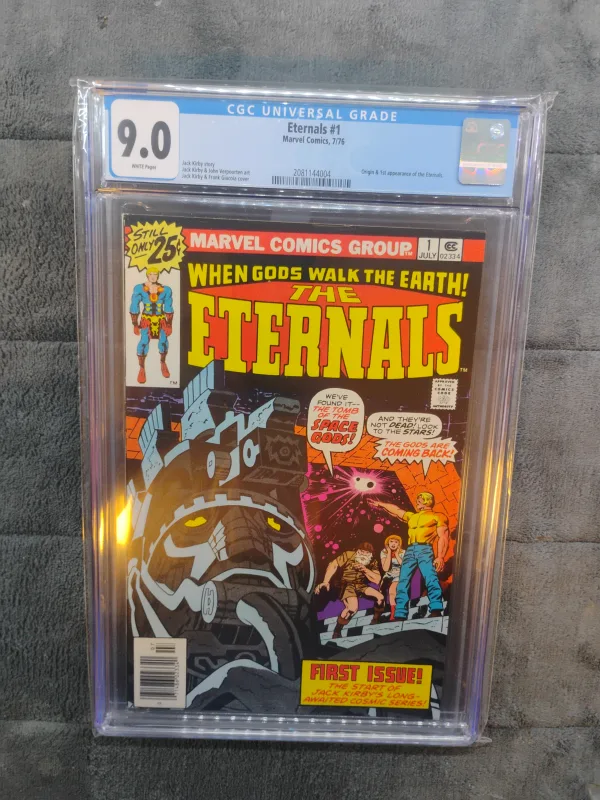 CGC UNIVERSAL GRADE
9.0
WHITE Pages
Eternals #1
Marvel Comics, 7/76
Jack Kirby story
Jack Kirby & John Verpoorten art
Jack Kirby & Frank Giacoia cover
2081144004
Origin & 1st appearance of the Eternals.
STILL
ONLY 25¢
MARVEL COMICS GROUP
TM
1
JULY
02334
WHEN GODS WALK THE EARTH!
THE
ETERNALS
TM
TM
APPROVED
BY THE
COMICS
CODE
AUTHORITY
WE'VE
FOUND IT--
THE TOMB
OF THE
SPACE
GODS!
AND THEY'RE
NOT DEAD! LOOK
TO THE STARS!
THE GODS ARE
COMING BACK!
FIRST ISSUE!
THE START OF
JACK KIRBY'S LONG-
AWAITED COSMIC SERIES!